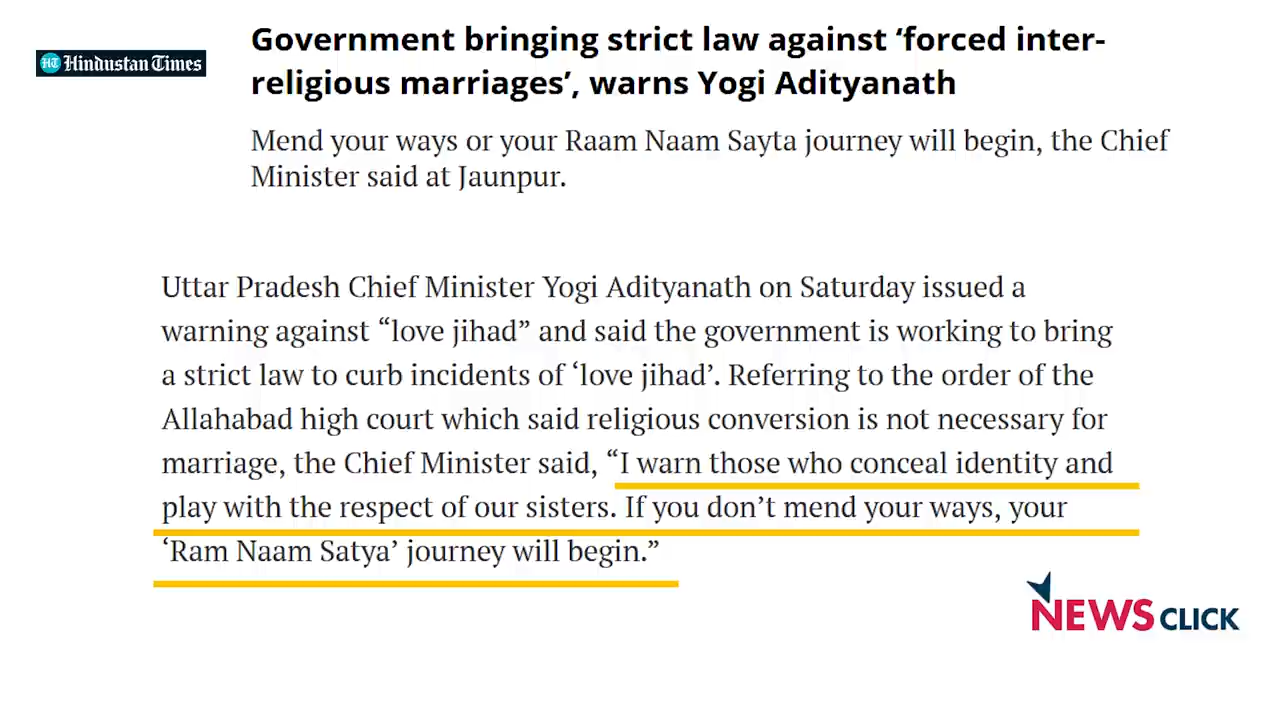 Government bringing strict law against ‘forced inter-
HT Hindustan Times
religious marriages’, warns Yogi Adityanath
Mend your ways or your Raam Naam Sayta journey will begin, the Chief
Minister said at Jaunpur.
Uttar Pradesh Chief Minister Yogi Adityanath on Saturday issued a
warning against “love jihad” and said the government is working to bring
a strict law to curb incidents of ‘love jihad’. Referring to the order of the
Allahabad high court which said religious conversion is not necessary for
marriage, the Chief Minister said, “I warn those who conceal identity and
play with the respect of our sisters. If you don’t mend your ways, your
‘Ram Naam Satya’ journey will begin.”
NEWSCLICK